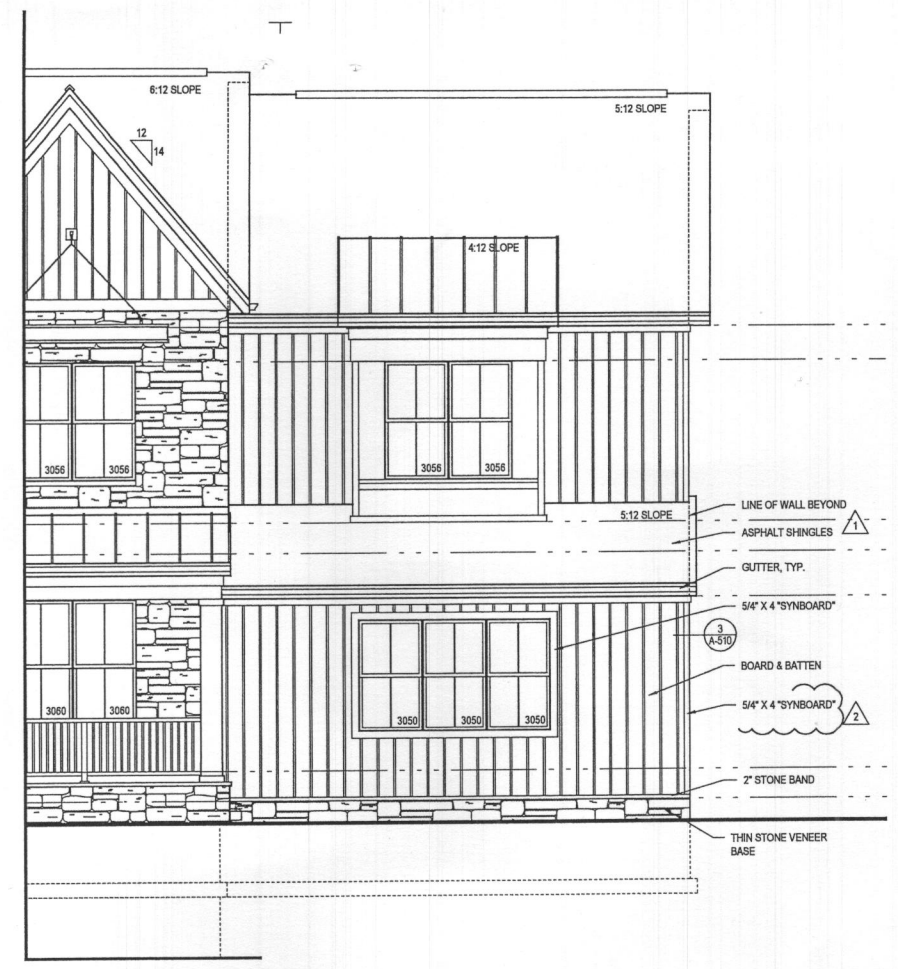 6:12 SLOPE
5:12 SLOPE
12
14
4:12 SLOPE
3056
3056
3056
3056
5:12 SLOPE
LINE OF WALL BEYOND
1
ASPHALT SHINGLES
GUTTER, TYP.
5/4" X 4 "SYNBOARD"
3
A-510
BOARD & BATTEN
3060
3060
3050
3050
3050
5/4" X 4 "SYNBOARD"
2
2" STONE BAND
THIN STONE VENEER
BASE